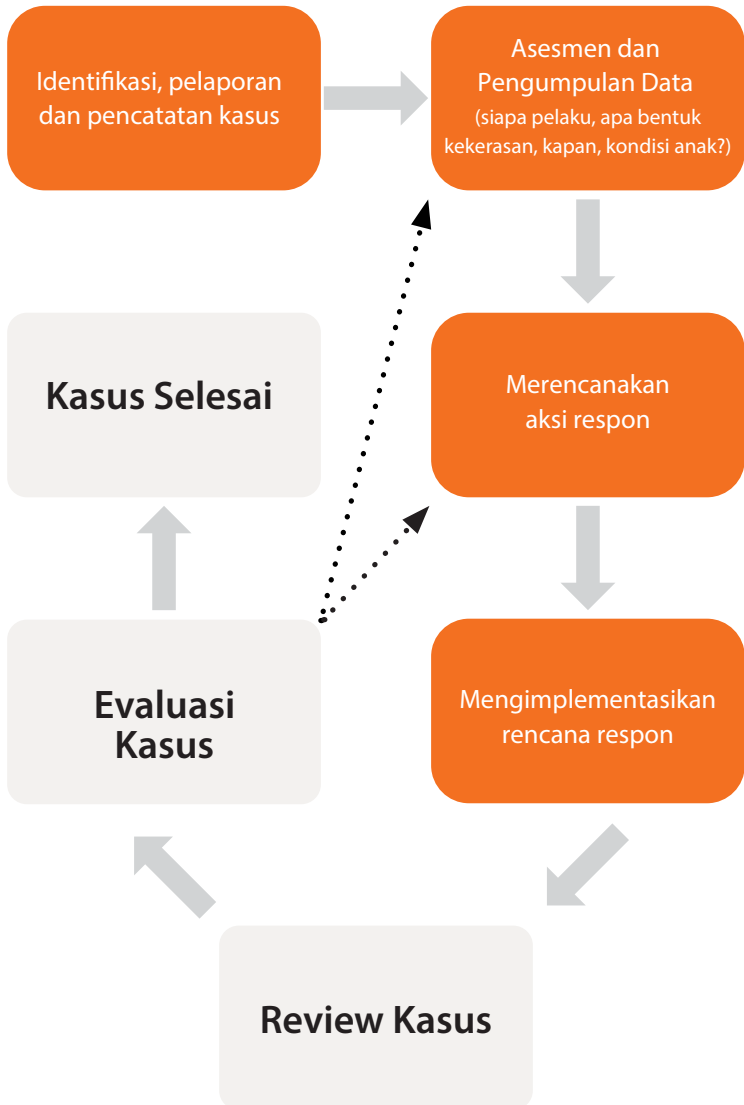 Identifikasi, pelaporan
dan pencatatan kasus
Asesmen dan
Pengumpulan Data
(siapa pelaku, apa bentuk
kekerasan, kapan, kondisi anak?)
Merencanakan
aksi respon
Mengimplementasikan
rencana respon
Review Kasus
Evaluasi
Kasus
Kasus Selesai